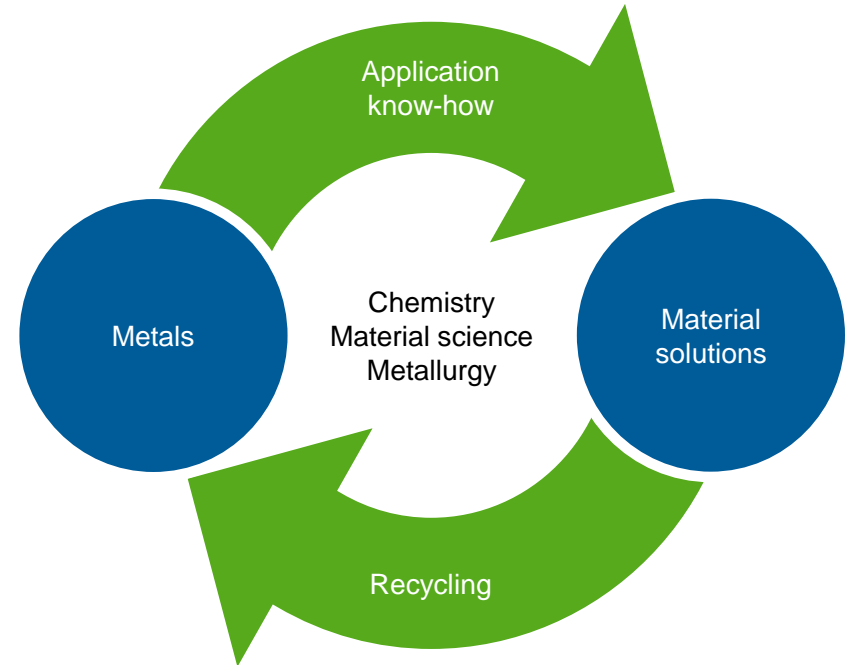 Application
know-how
Metals
Chemistry
Material science
Metallurgy
Material
solutions
Recycling